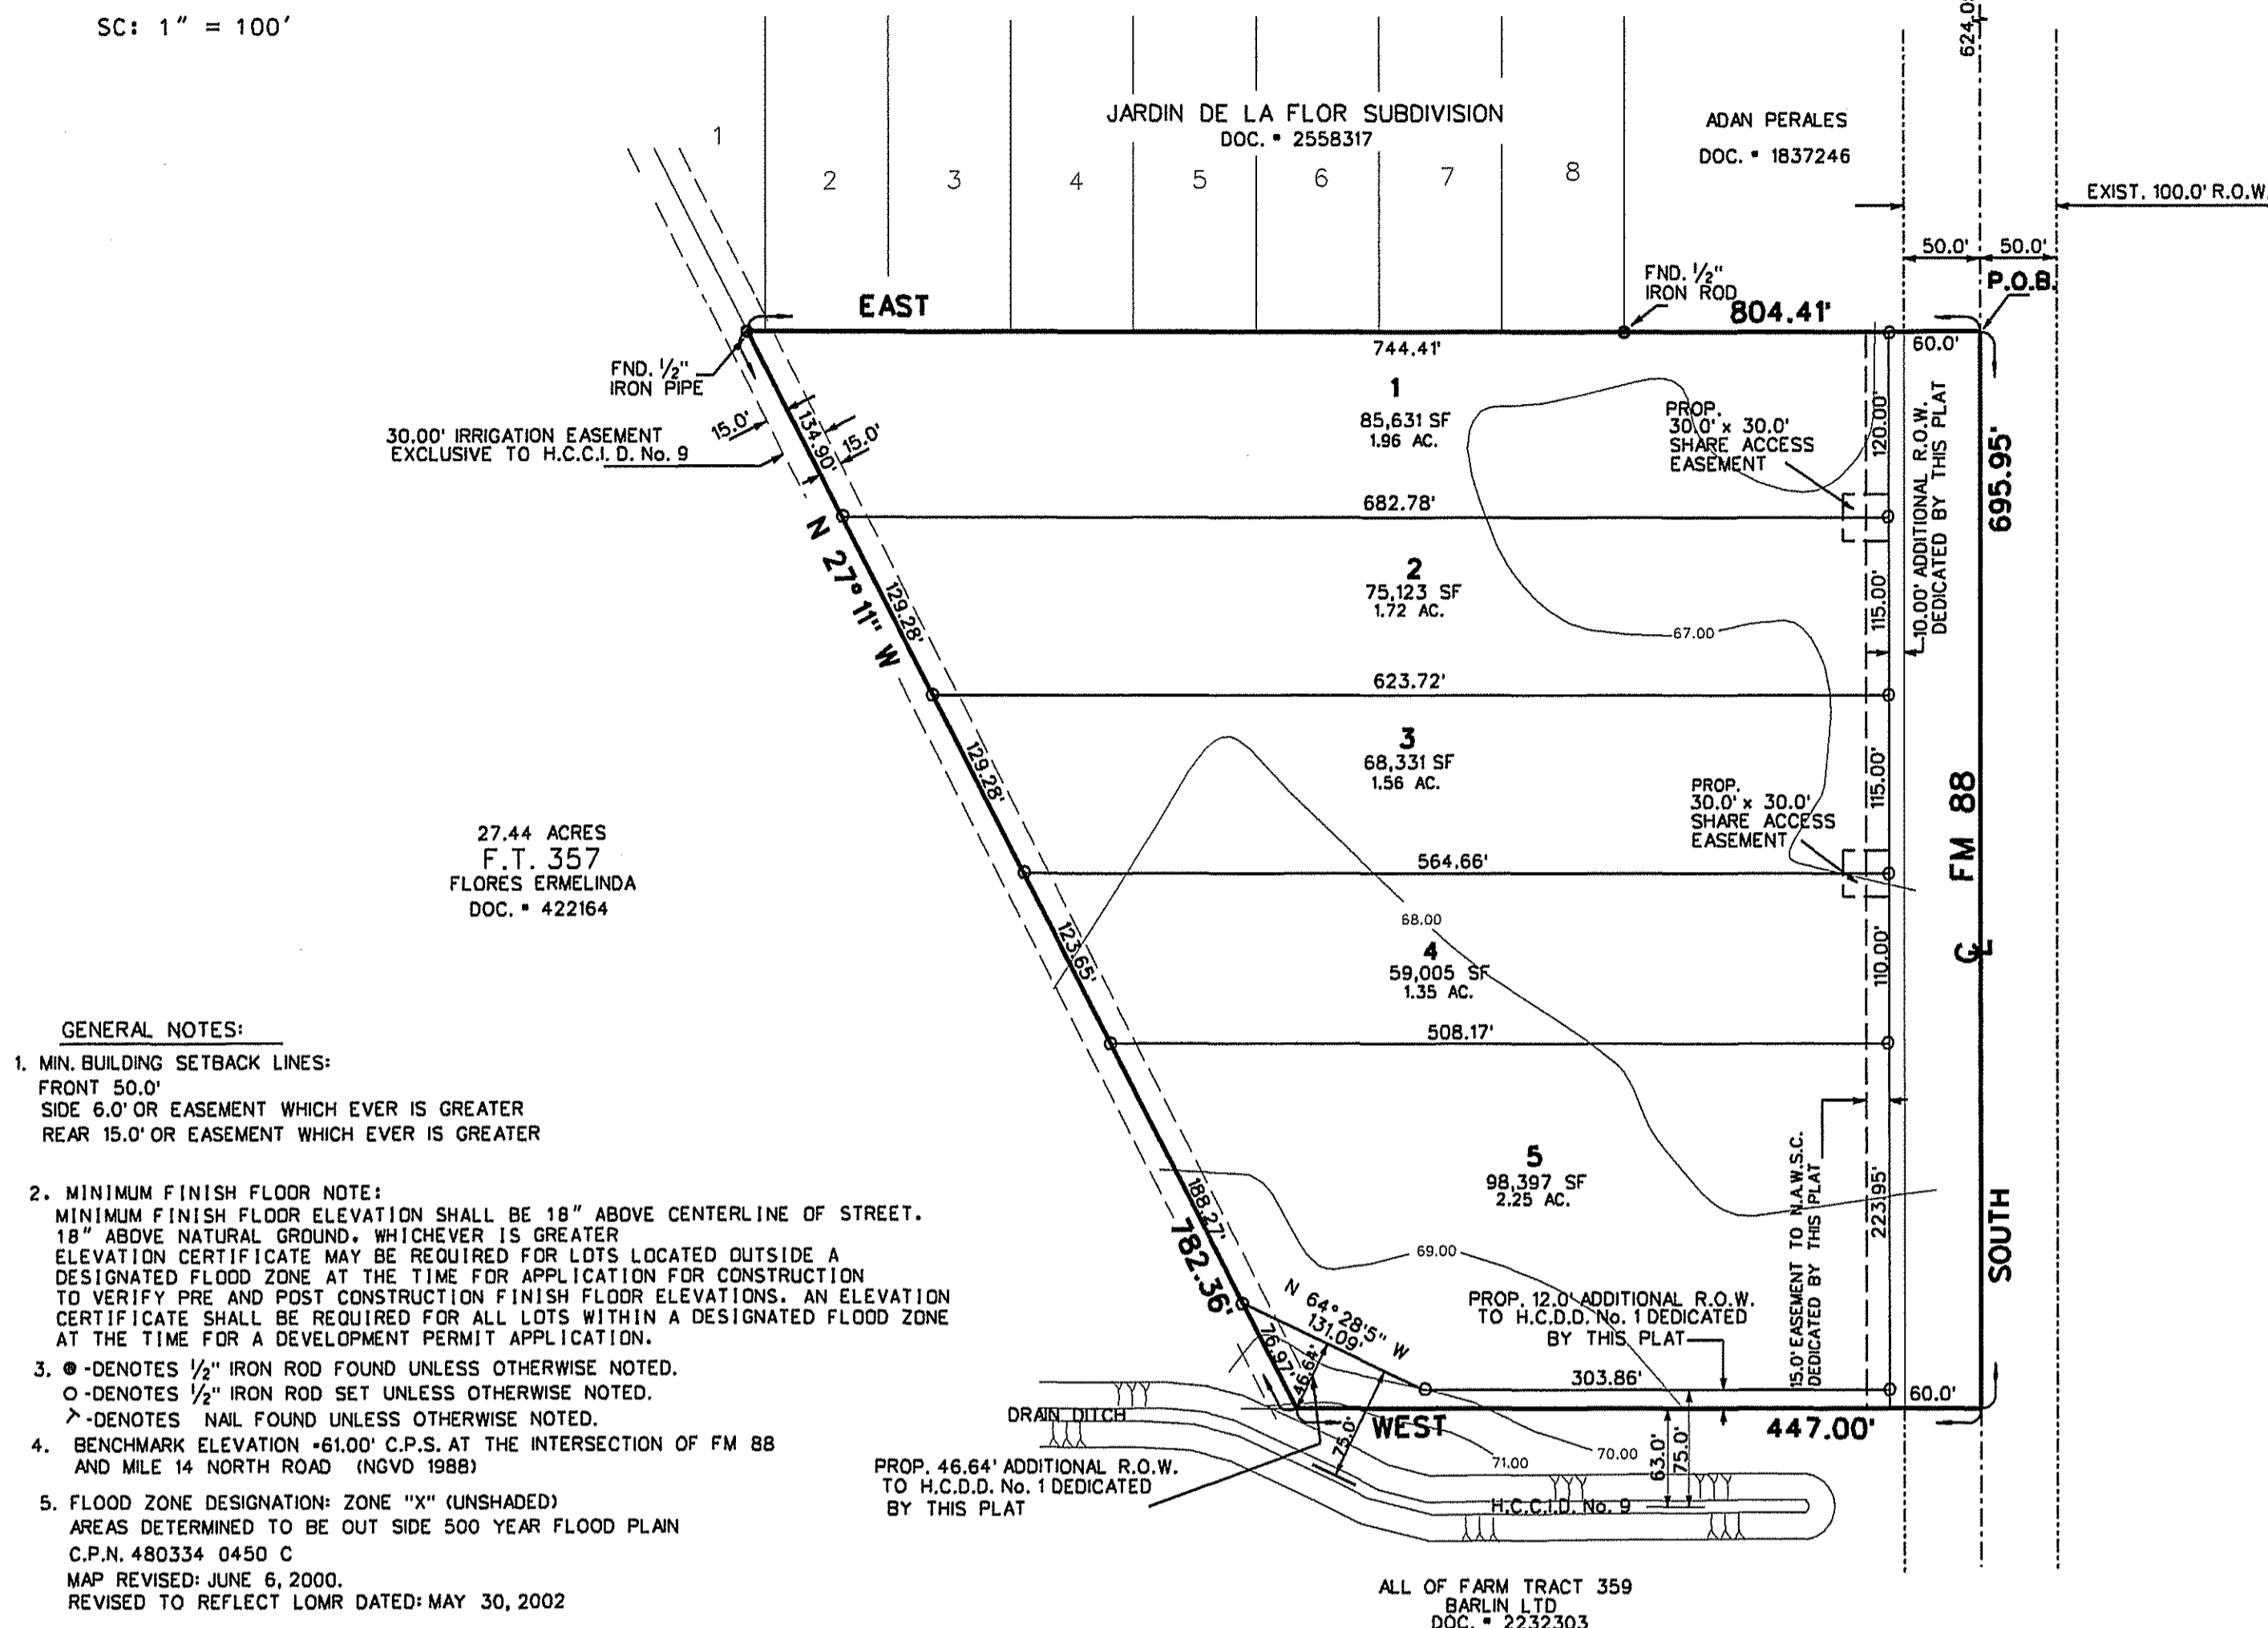 SC: 1" = 100'
624.0
JARDIN DE LA FLOR SUBDIVISION
DOC. # 2558317
ADAN PERALES
DOC. # 1837246
1
2
3
4
5
6
7
8
EXIST. 100.0' R.O.W.
50.0'
50.0'
P.O.B.
EAST
FND. 1/2"
IRON ROD
804.41'
744.41'
60.0'
FND. 1/2"
IRON PIPE
30.00' IRRIGATION EASEMENT
EXCLUSIVE TO H.C.C.I.D. No. 9
15.0'
134.90'
15.0'
1
85,631 SF
1.96 AC.
PROP.
30.0' x 30.0'
SHARE ACCESS
EASEMENT
120.00'
10.00' ADDITIONAL R.O.W.
DEDICATED BY THIS PLAT
695.95'
682.78'
N 27° 11" W
129.28'
2
75,123 SF
1.72 AC.
115.00'
67.00
623.72'
129.28'
3
68,331 SF
1.56 AC.
PROP.
30.0' x 30.0'
SHARE ACCESS
EASEMENT
115.00'
FM 88
27.44 ACRES
F.T. 357
FLORES ERMELINDA
DOC. # 422164
564.66'
68.00
123.65'
4
59,005 SF
1.35 AC.
110.00'
CL
508.17'
GENERAL NOTES:
1. MIN. BUILDING SETBACK LINES:
FRONT 50.0'
SIDE 6.0' OR EASEMENT WHICH EVER IS GREATER
REAR 15.0' OR EASEMENT WHICH EVER IS GREATER
2. MINIMUM FINISH FLOOR NOTE:
MINIMUM FINISH FLOOR ELEVATION SHALL BE 18" ABOVE CENTERLINE OF STREET.
18" ABOVE NATURAL GROUND. WHICHEVER IS GREATER
ELEVATION CERTIFICATE MAY BE REQUIRED FOR LOTS LOCATED OUTSIDE A
DESIGNATED FLOOD ZONE AT THE TIME FOR APPLICATION FOR CONSTRUCTION
TO VERIFY PRE AND POST CONSTRUCTION FINISH FLOOR ELEVATIONS. AN ELEVATION
CERTIFICATE SHALL BE REQUIRED FOR ALL LOTS WITHIN A DESIGNATED FLOOD ZONE
AT THE TIME FOR A DEVELOPMENT PERMIT APPLICATION.
3. -DENOTES 1/2" IRON ROD FOUND UNLESS OTHERWISE NOTED.
O -DENOTES 1/2" IRON ROD SET UNLESS OTHERWISE NOTED.
-DENOTES NAIL FOUND UNLESS OTHERWISE NOTED.
4. BENCHMARK ELEVATION =61.00' C.P.S. AT THE INTERSECTION OF FM 88
AND MILE 14 NORTH ROAD (NGVD 1988)
5. FLOOD ZONE DESIGNATION: ZONE "X" (UNSHADED)
AREAS DETERMINED TO BE OUT SIDE 500 YEAR FLOOD PLAIN
C.P.N. 480334 0450 C
MAP REVISED: JUNE 6, 2000.
REVISED TO REFLECT LOMR DATED: MAY 30, 2002
188.27'
782.36'
5
98,397 SF
2.25 AC.
15.0' EASEMENT TO N.A.W.S.C.
DEDICATED BY THIS PLAT
223.95'
SOUTH
69.00
N 64° 28'5" W
131.09'
PROP. 12.0' ADDITIONAL R.O.W.
TO H.C.D.D. No. 1 DEDICATED
BY THIS PLAT
76.97'
46.64'
303.86'
60.0'
WEST
447.00'
DRAIN DITCH
75.0'
63.0'
75.0'
70.00
71.00
PROP. 46.64' ADDITIONAL R.O.W.
TO H.C.D.D. No. 1 DEDICATED
BY THIS PLAT
H.C.C.I.D. No. 9
ALL OF FARM TRACT 359
BARLIN LTD
DOC. # 2232303